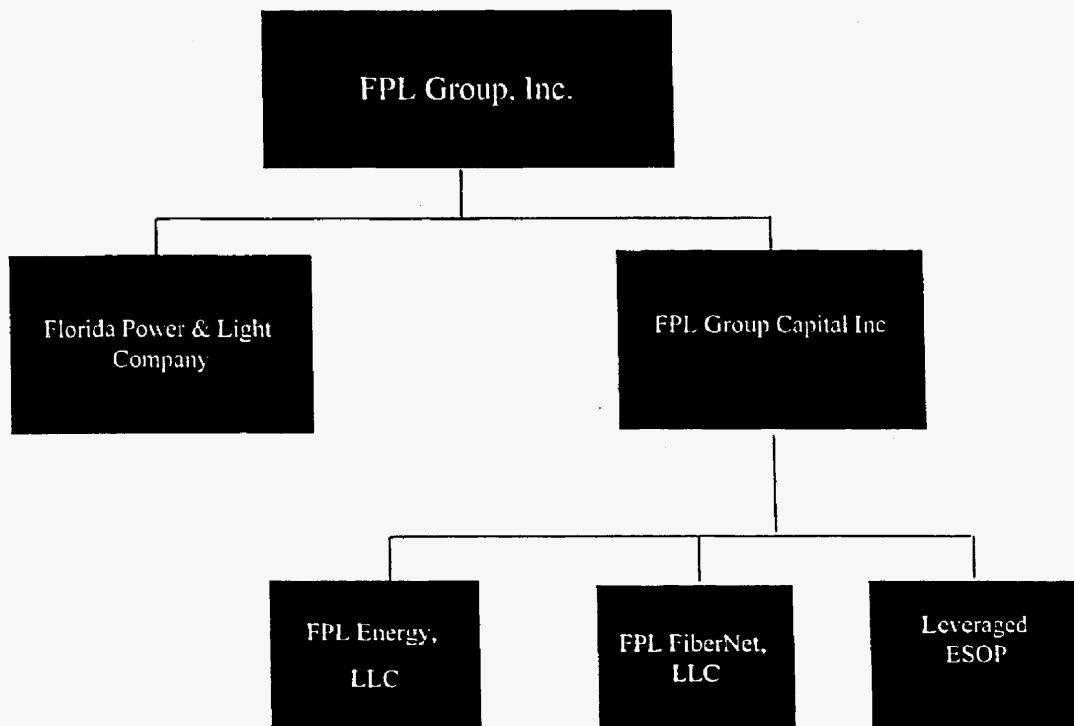 FPL Group, Inc.
Florida Power & Light
Company
FPL Group Capital Inc
FPL Energy,
LLC
FPL FiberNet,
LLC
Leveraged
ESOP